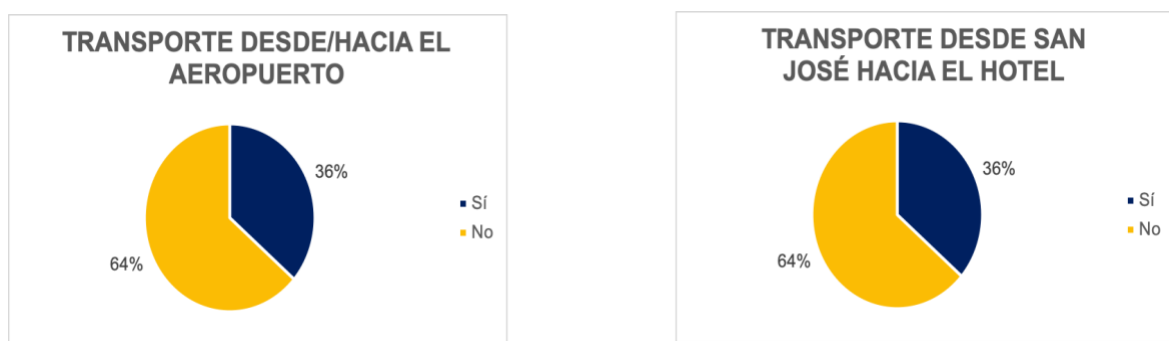 TRANSPORTE DESDE/HACIA EL
AEROPUERTO
36%
64%
Sí
No
TRANSPORTE DESDE SAN
JOSÉ HACIA EL HOTEL
36%
64%
Sí
No